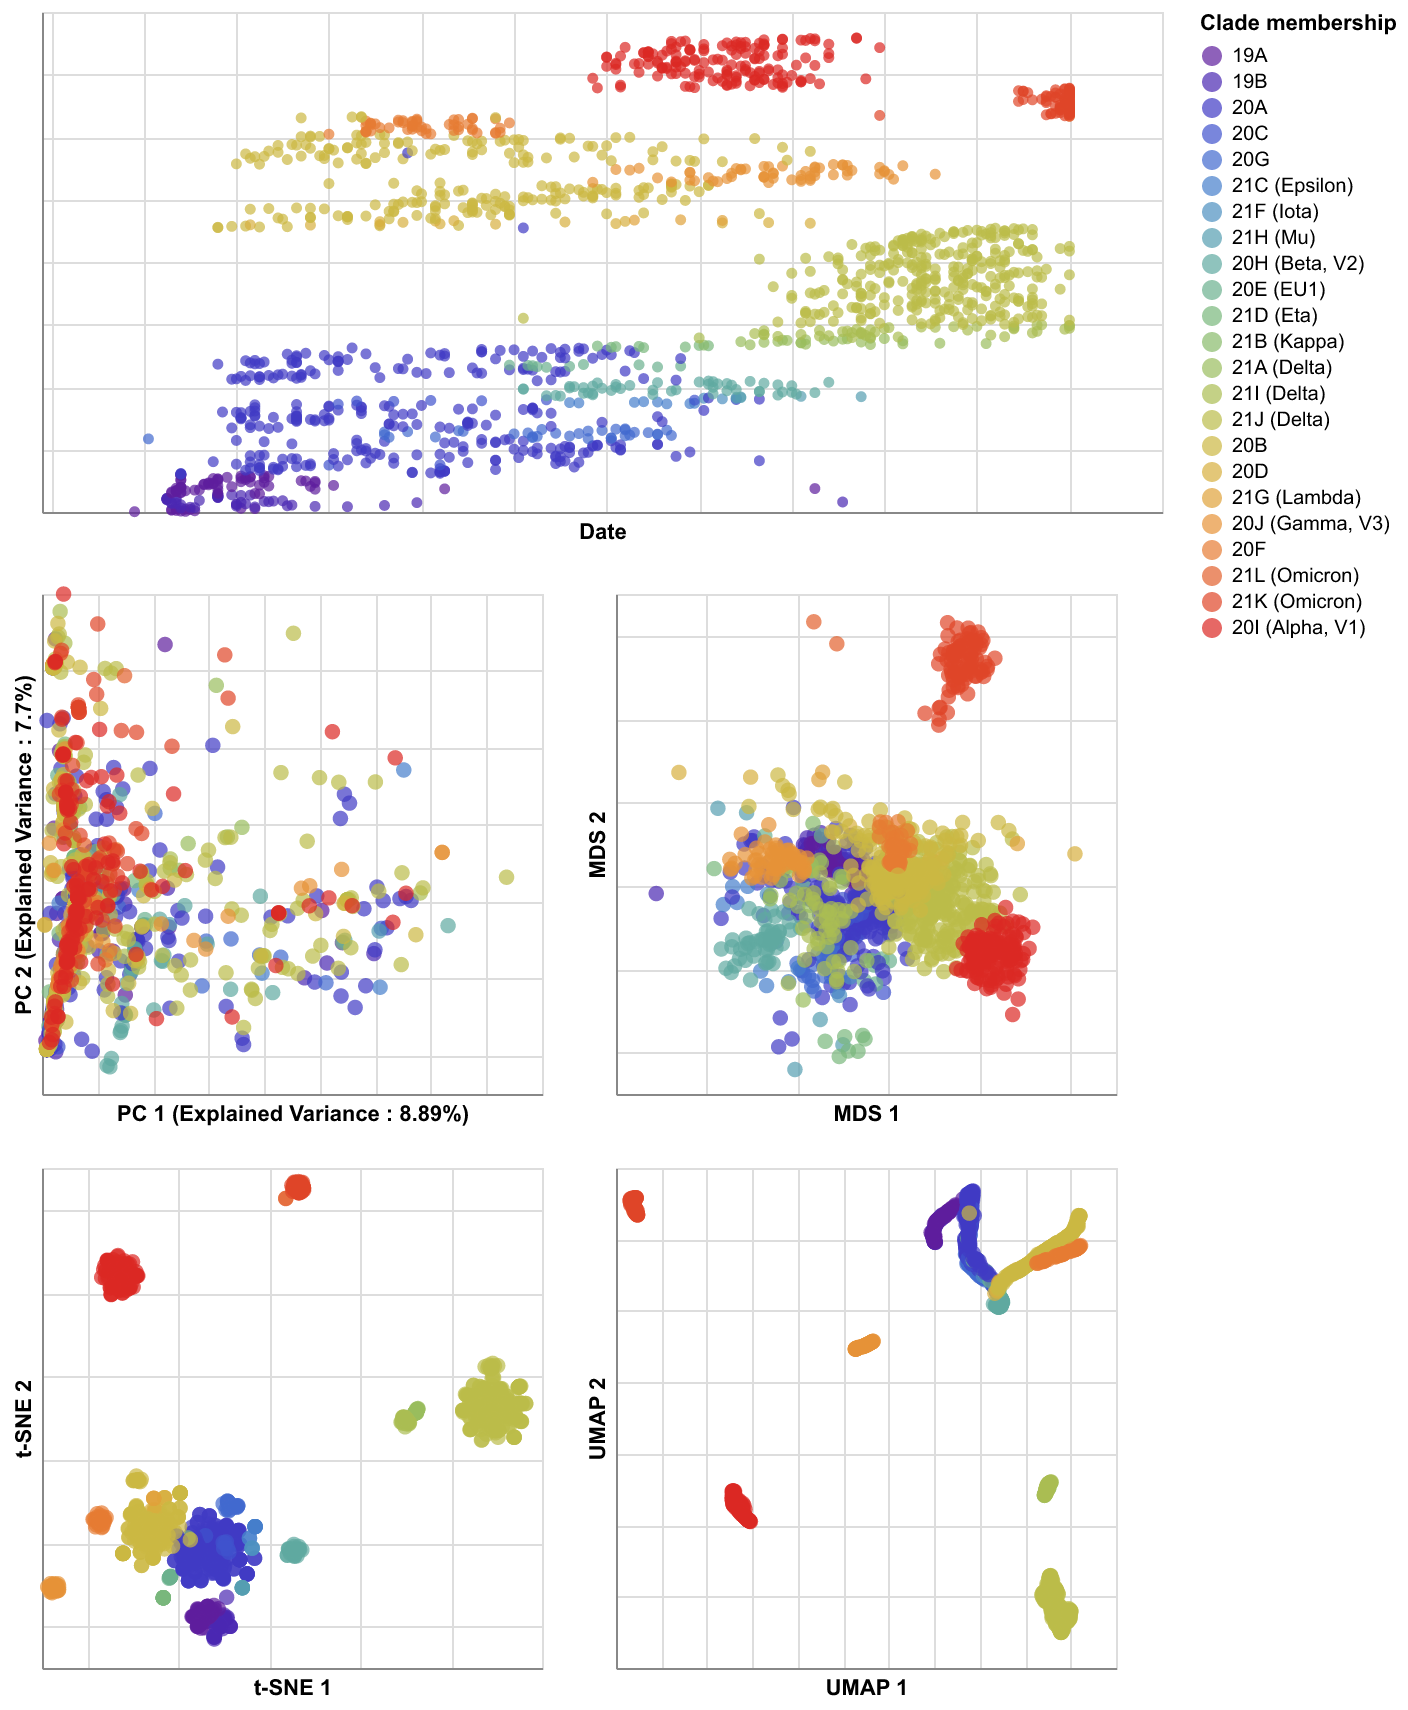 Clade membership
19A
19B
20A
20C
20G
21C (Epsilon)
21F (Iota)
21H (Mu)
20H (Beta, V2)
20E (EU1)
21D (Eta)
21B (Kappa)
21A (Delta)
21I (Delta)
21J (Delta)
20B
20D
21G (Lambda)
20J (Gamma, V3)
20F
21L (Omicron)
21K (Omicron)
20I (Alpha, V1)
Date
PC 2 (Explained Variance : 7.7%)
PC 1 (Explained Variance : 8.89%)
MDS 2
MDS 1
t-SNE 2
t-SNE 1
UMAP 2
UMAP 1